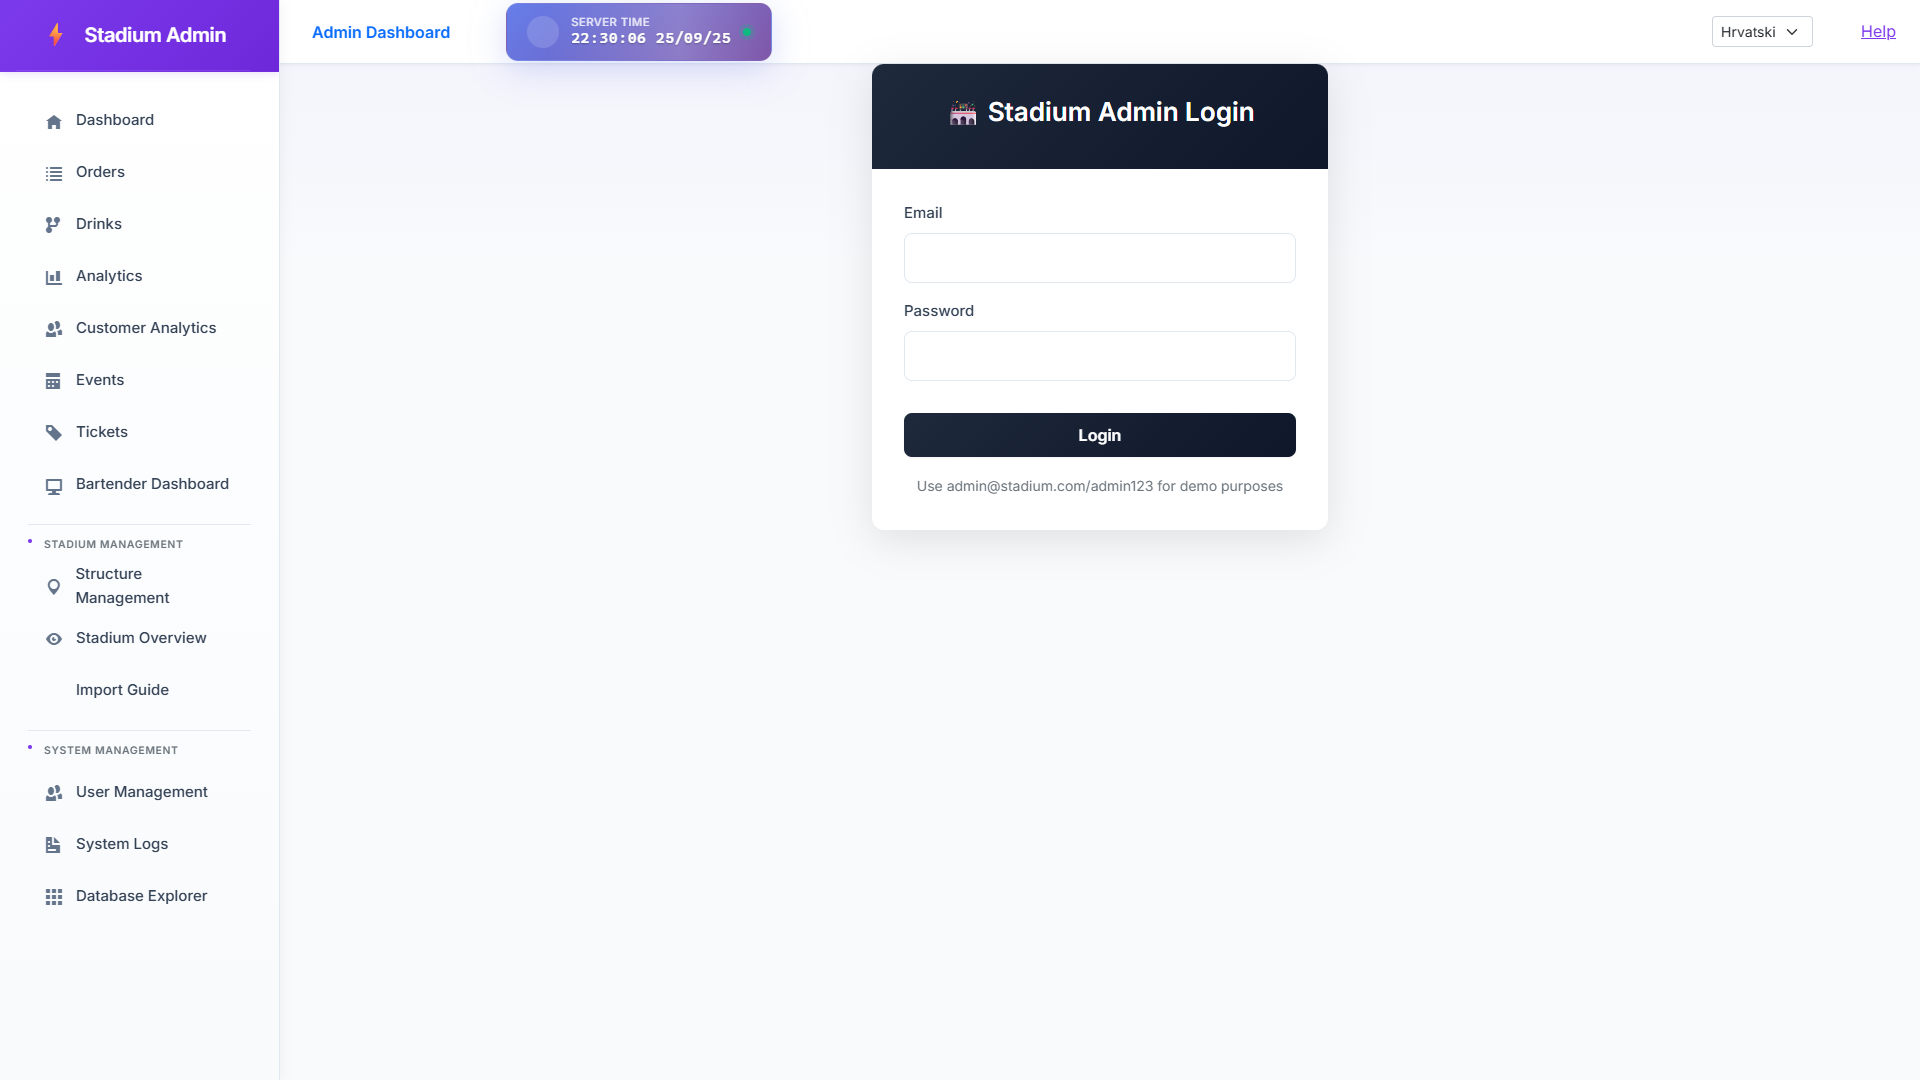 Stadium Admin
Admin Dashboard
SERVER TIME
22:30:06 25/09/25
Hrvatski
Help
Dashboard
Orders
Drinks
Analytics
Customer Analytics
Events
Tickets
Bartender Dashboard
STADIUM MANAGEMENT
Structure
Management
Stadium Overview
Import Guide
SYSTEM MANAGEMENT
User Management
System Logs
Database Explorer
Stadium Admin Login
Email
Password
Login
Use admin@stadium.com/admin123 for demo purposes